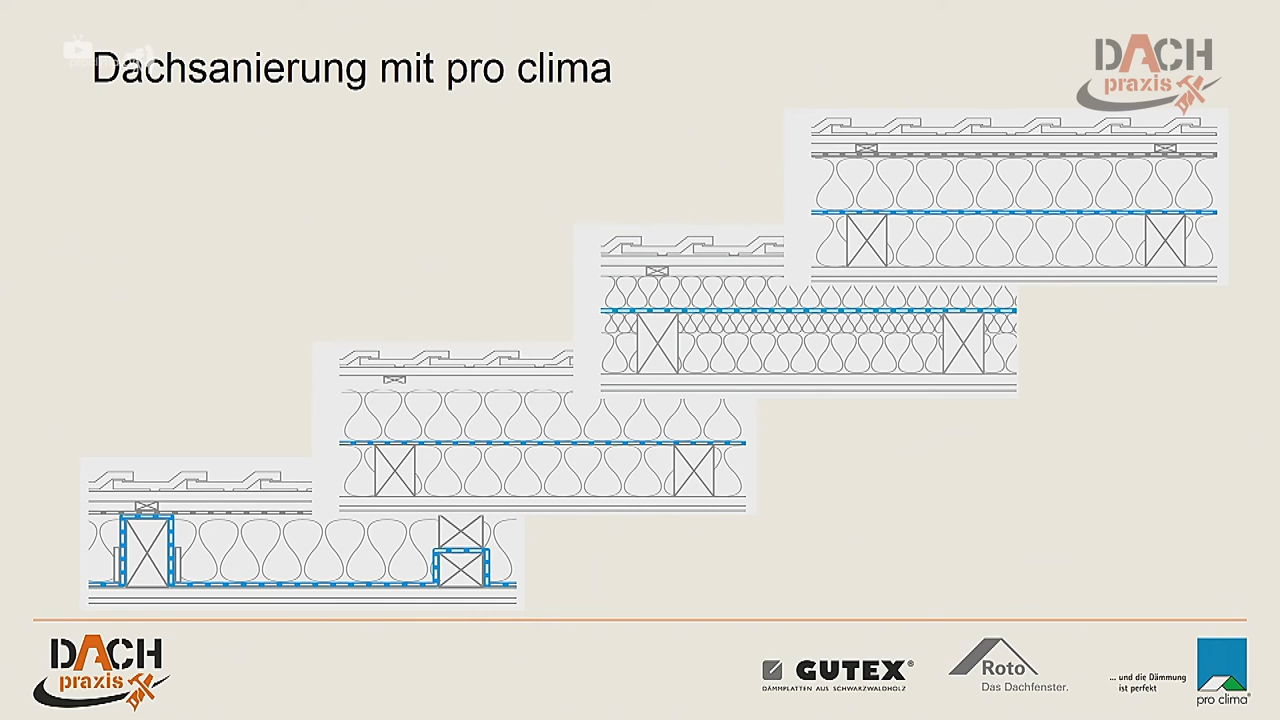 Dachsanierung mit pro clima
DACH
praxis
DACH
praxis
GUTEX®
DÄMMPLATTEN AUS SCHWARZWALDHOLZ
Roto
Das Dachfenster.
... und die Dämmung
ist perfekt
pro clima®